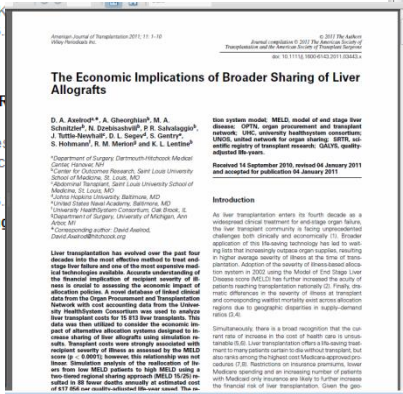 American Journal of Transplantation 2011; 11: 1–10
Wiley Periodicals Inc.
© 2011 The Authors
Journal compilation © 2011 The American Society of
Transplantation and the American Society of Transplant Surgeons
doi: 10.1111/j.1600-6143.2011.03443.x
The Economic Implications of Broader Sharing of Liver
Allografts
D. A. Axelrod, A. Gheorghian, M. A.
Schnitzler, N. Dzebisashvili, P. R. Salvalaggio,
J. Tuttle-Newhall, D. L. Segev, S. Gentry,
S. Hohmann, R. M. Merion and K. L. Lentine
Department of Surgery, Dartmouth-Hitchcock Medical
Center, Hanover, NH
Center for Outcomes Research, Saint Louis University
School of Medicine, St. Louis, MO
Abdominal Transplant, Saint Louis University School of
Medicine, St. Louis, MO
Johns Hopkins University, Baltimore, MD
United States Naval Academy, Baltimore, MD
University HealthSystem Consortium, Oak Brook, IL
Department of Surgery, University of Michigan, Ann
Arbor, MI
* Corresponding author: David Axelrod,
David.Axelrod@hitchcock.org
Liver transplantation has evolved over the past four
decades into the most effective method to treat end-
stage liver failure and one of the most expensive med-
ical technologies available. Accurate understanding of
the financial implication of recipient severity of ill-
ness is crucial to assessing the economic impact of
allocation policies. A novel database of linked clinical
data from the Organ Procurement and Transplantation
Network with cost accounting data from the Univer-
sity HealthSystem Consortium was used to analyze
liver transplant costs for 15 813 liver transplants. This
data was then utilized to consider the economic im-
pact of alternative allocation systems designed to in-
crease sharing of liver allografts using simulation re-
sults. Transplant costs were strongly associated with
recipient severity of illness as assessed by the MELD
score (p < 0.0001); however, this relationship was not
linear. Simulation analysis of the reallocation of liv-
ers from low MELD patients to high MELD using a
two-tiered regional sharing approach (MELD 15/25) re-
sulted in 88 fewer deaths annually at estimated cost
of $17 056 per quality-adjusted life-year saved. The re-
tion system model; MELD, model of end stage liver
disease; OPTN, organ procurement and transplant
network; UHC, university healthsystem consortium;
UNOS, united network for organ sharing; SRTR, sci-
entific registry of transplant research; QALYS, quality-
adjusted life-years.
Received 14 September 2010, revised 04 January 2011
and accepted for publication 04 January 2011
Introduction
As liver transplantation enters its fourth decade as a
widespread clinical treatment for end-stage organ failure,
the liver transplant community is facing unprecedented
challenges both clinically and economically (1). Broader
application of this life-saving technology has led to wait-
ing lists that increasingly outpace organ supplies, resulting
in higher average severity of illness at the time of trans-
plantation. Adoption of the severity of illness-based alloca-
tion system in 2002 using the Model of End Stage Liver
Disease score (MELD) has further increased the acuity of
patients reaching transplantation nationally (2). Finally, dra-
matic differences in the severity of illness at transplant
and corresponding waitlist mortality exist across allocation
regions due to geographic disparities in supply-demand
ratios (3,4).
Simultaneously, there is a broad recognition that the cur-
rent rate of increase in the cost of health care is unsus-
tainable (5,6). Liver transplantation offers a life-saving treat-
ment to many patients certain to die without transplant, but
also ranks among the highest cost Medicare-approved pro-
cedures (7,8). Restrictions on insurance premiums, lower
Medicare spending and an increasing number of patients
with Medicaid only insurance are likely to further increase
the financial risk of liver transplantation. Given the geo-